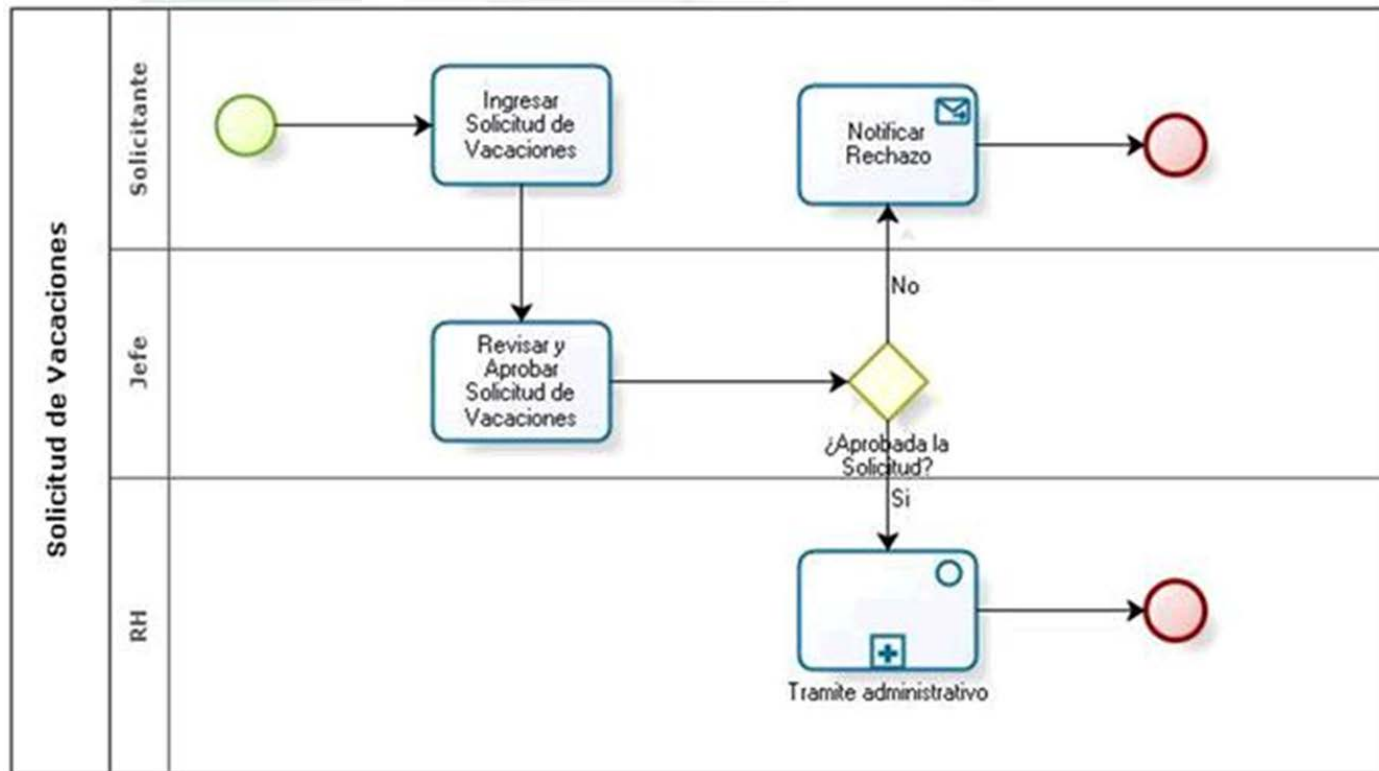 Solicitud de Vacaciones
Solicitante
Ingresar
Solicitud de
Vacaciones
Notificar
Rechazo
Jefe
Revisar y
Aprobar
Solicitud de
Vacaciones
No
¿Aprobada la
Solicitud?
Si
RH
Tramite administrativo